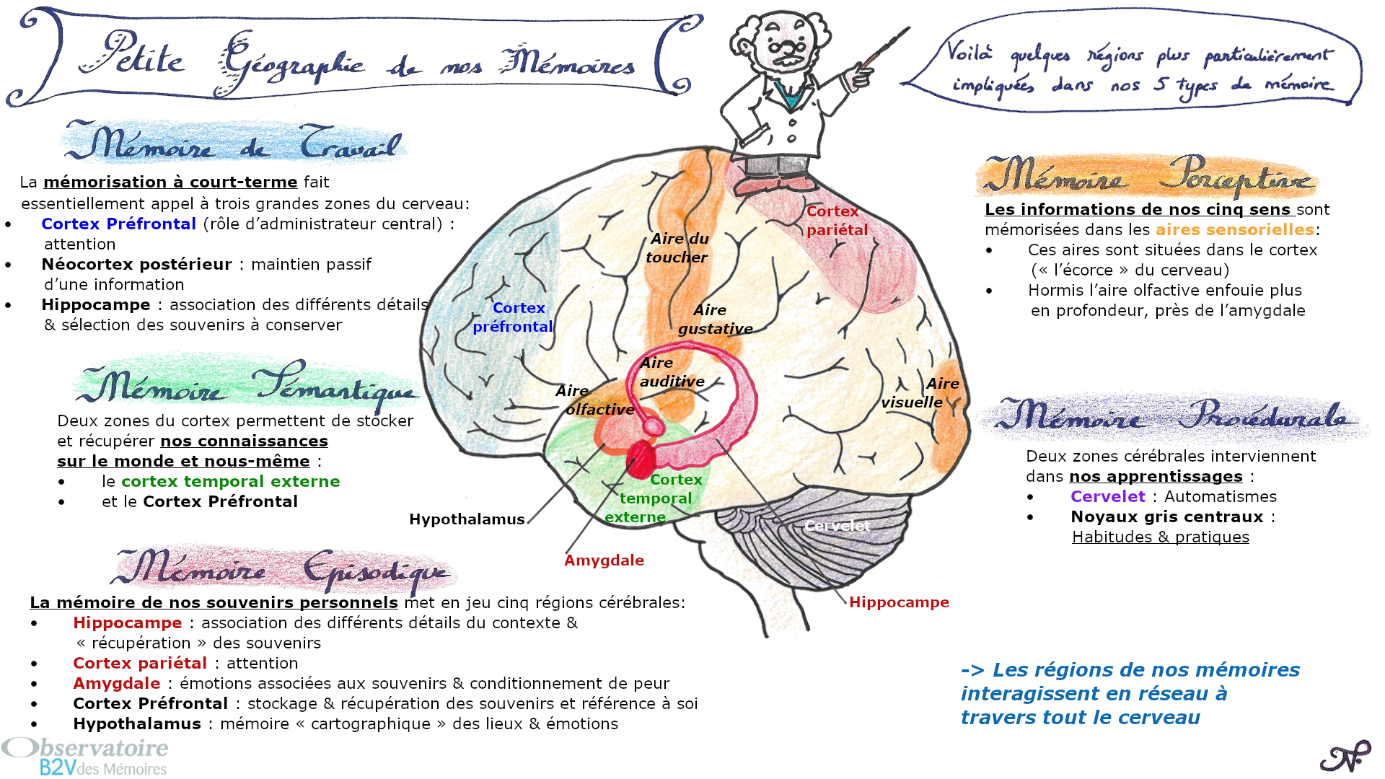 Petite Géographie de nos Mémoires
Voilà quelques régions plus particulièrement
impliquées dans nos 5 types de mémoire
Mémoire de Travail
La mémorisation à court-terme fait
essentiellement appel à trois grandes zones du cerveau:
• Cortex Préfrontal (rôle d’administrateur central) :
attention
• Néocortex postérieur : maintien passif
d’une information
• Hippocampe : association des différents détails
& sélection des souvenirs à conserver
Mémoire Sémantique
Deux zones du cortex permettent de stocker
et récupérer nos connaissances
sur le monde et nous-même :
• le cortex temporal externe
• et le Cortex Préfrontal
Mémoire Episodique
La mémoire de nos souvenirs personnels met en jeu cinq régions cérébrales:
• Hippocampe : association des différents détails du contexte &
« récupération » des souvenirs
• Cortex pariétal : attention
• Amygdale : émotions associées aux souvenirs & conditionnement de peur
• Cortex Préfrontal : stockage & récupération des souvenirs et référence à soi
• Hypothalamus : mémoire « cartographique » des lieux & émotions
Cortex
pariétal
Aire du
toucher
Cortex
préfrontal
Aire
gustative
Aire
auditive
Aire
olfactive
Aire
visuelle
Cortex
temporal
externe
Hypothalamus
Cervelet
Amygdale
Hippocampe
Mémoire Perceptive
Les informations de nos cinq sens sont
mémorisées dans les aires sensorielles:
• Ces aires sont situées dans le cortex
(« l’écorce » du cerveau)
• Hormis l’aire olfactive enfouie plus
en profondeur, près de l’amygdale
Mémoire Procédurale
Deux zones cérébrales interviennent
dans nos apprentissages :
• Cervelet : Automatismes
• Noyaux gris centraux :
Habitudes & pratiques
-> Les régions de nos mémoires
interagissent en réseau à
travers tout le cerveau
Observatoire
B2V des Mémoires